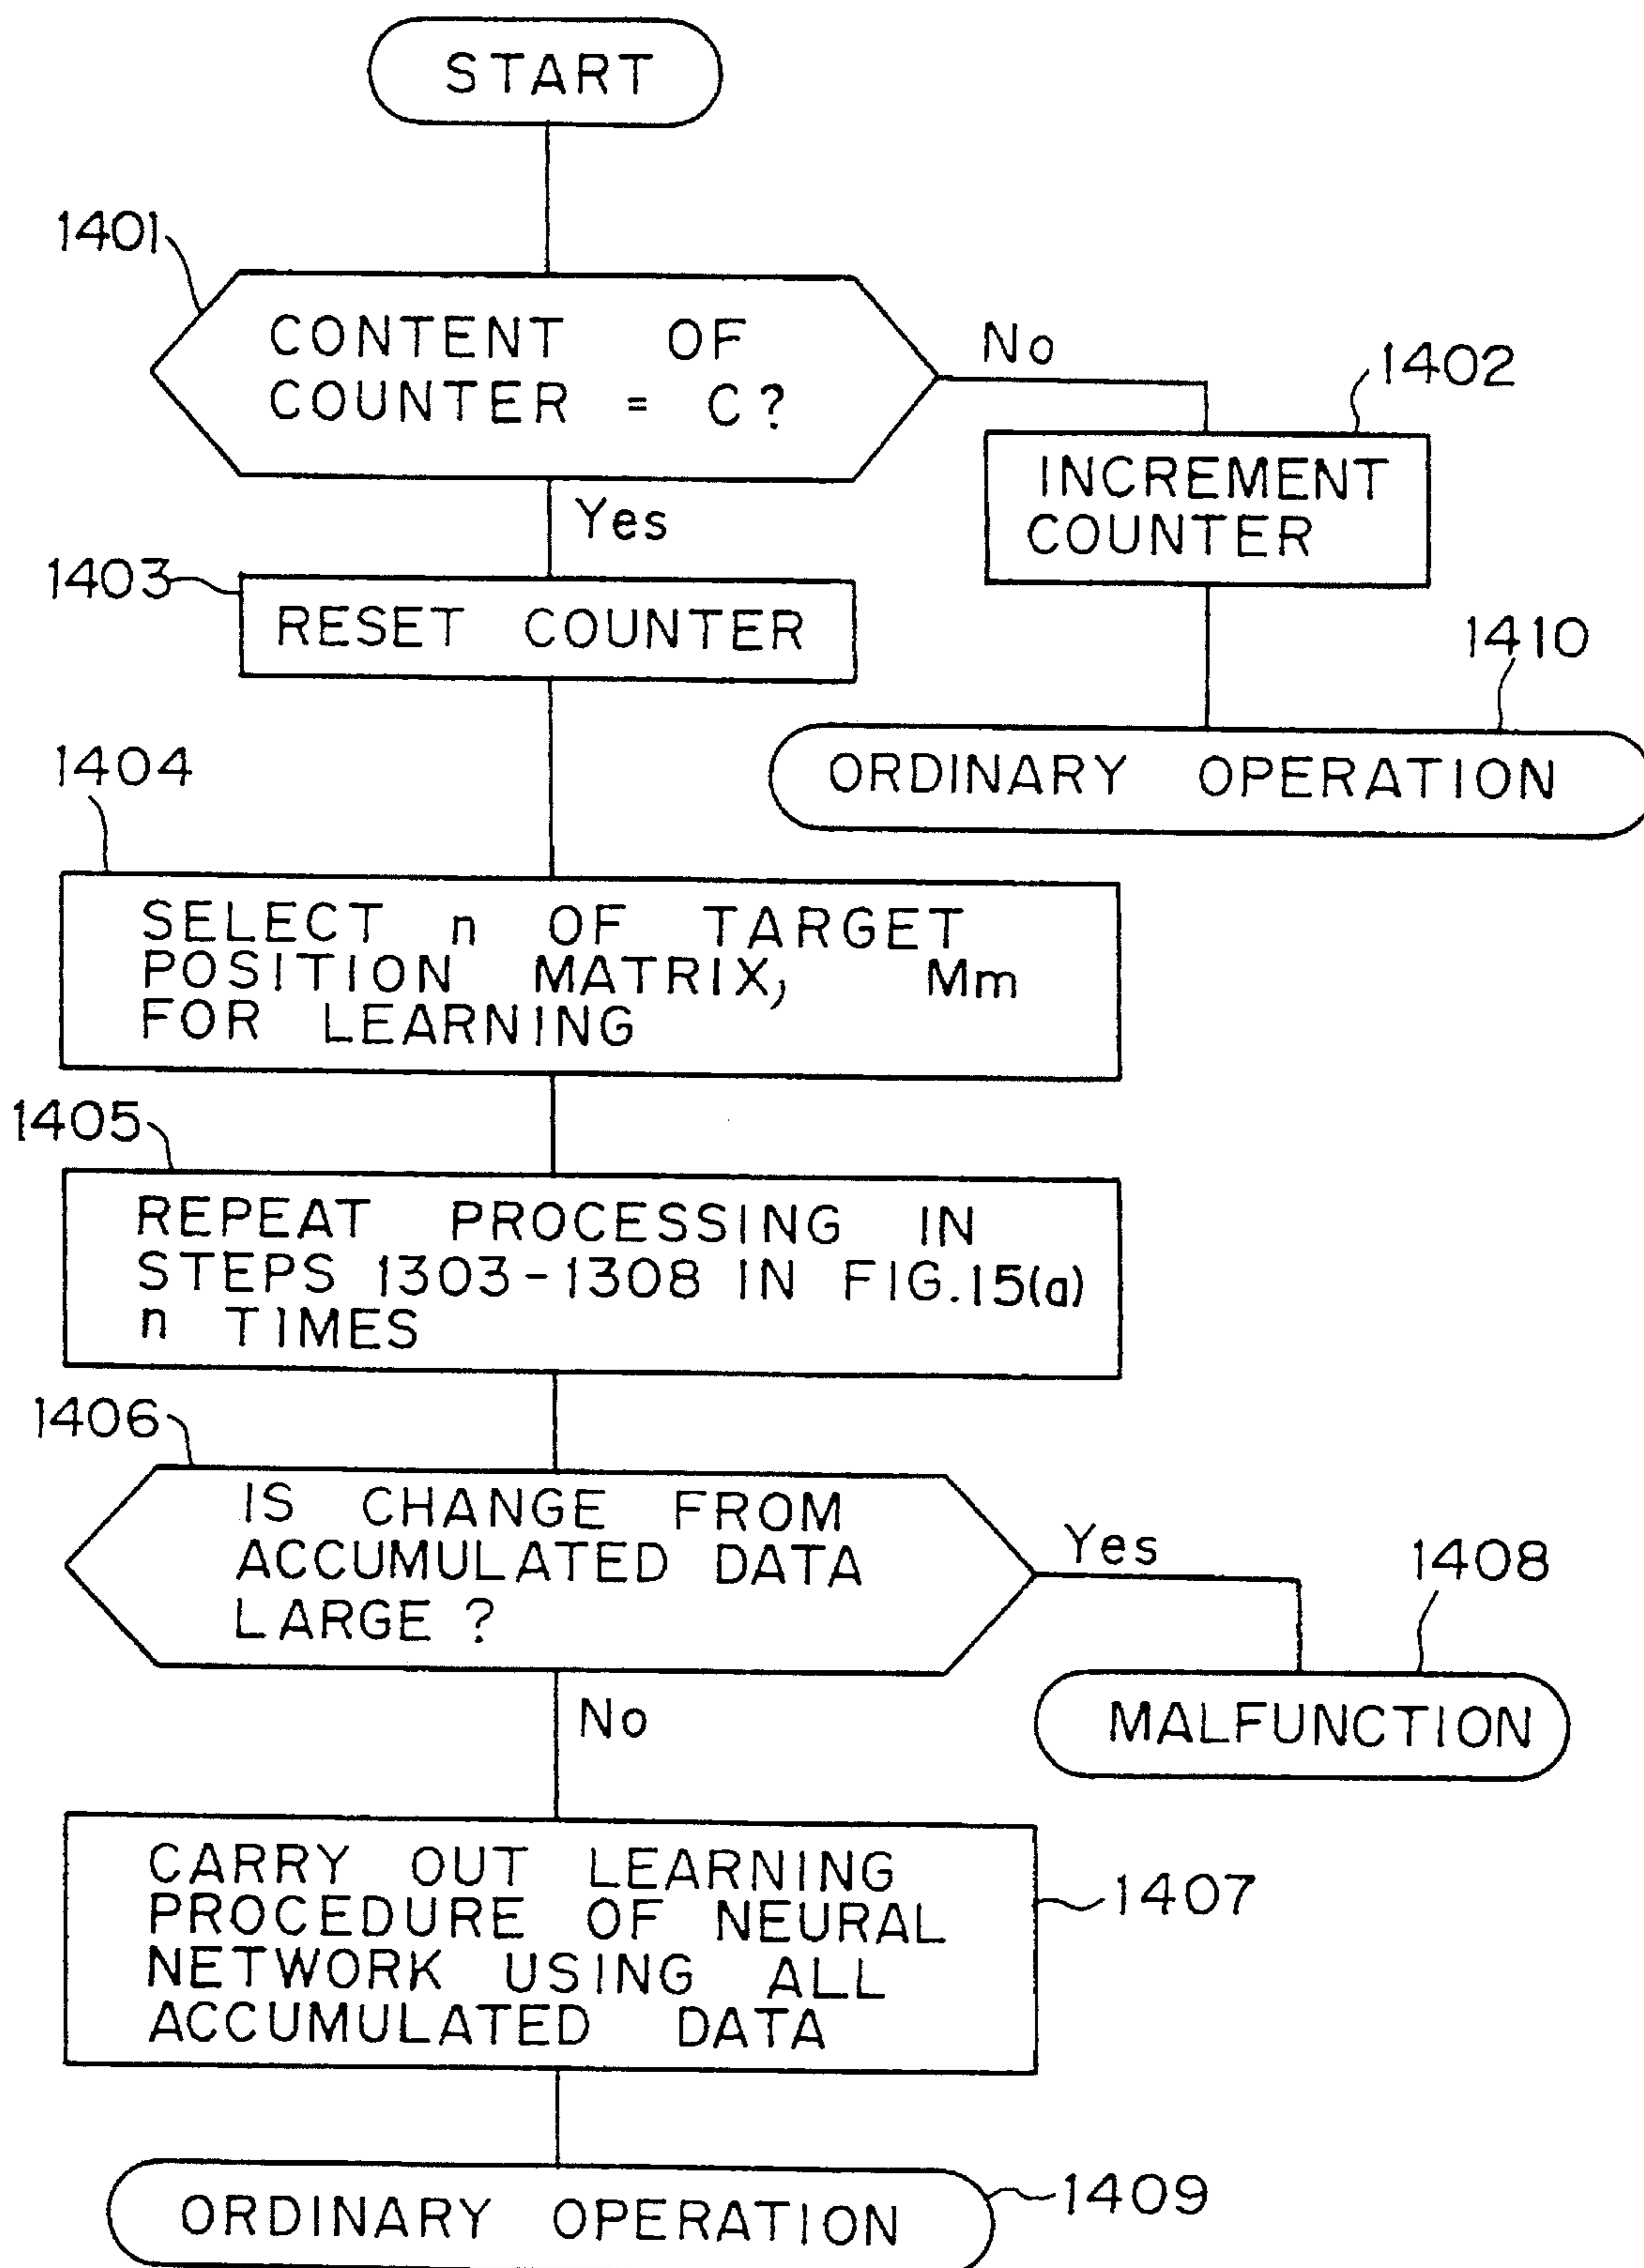 START
1401
CONTENT OF
COUNTER = C?
No
1402
INCREMENT
COUNTER
Yes
1403
RESET COUNTER
1410
ORDINARY OPERATION
1404
SELECT n OF TARGET
POSITION MATRIX, Mm
FOR LEARNING
1405
REPEAT PROCESSING IN
STEPS 1303-1308 IN FIG.15(a)
n TIMES
1406
IS CHANGE FROM
ACCUMULATED DATA
LARGE ?
Yes
1408
MALFUNCTION
No
CARRY OUT LEARNING
PROCEDURE OF NEURAL
NETWORK USING ALL
ACCUMULATED DATA
1407
ORDINARY OPERATION
1409